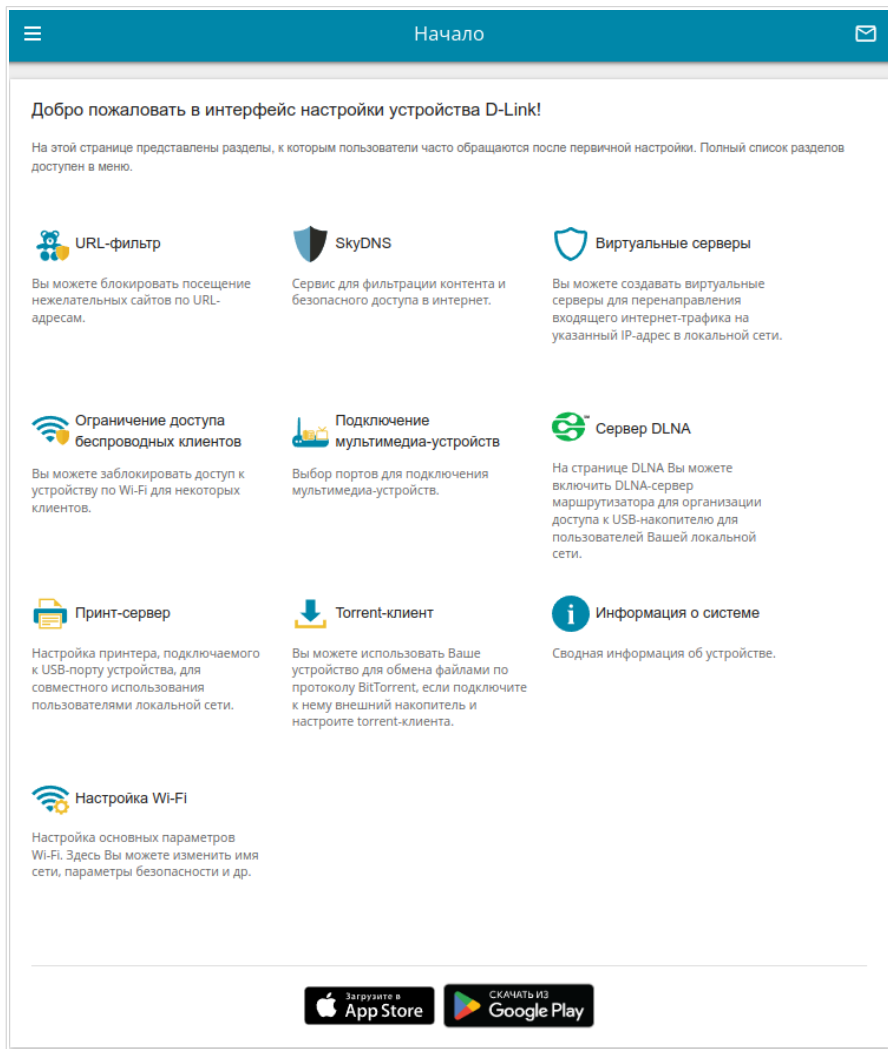 Начало
Добро пожаловать в интерфейс настройки устройства D-Link!
На этой странице представлены разделы, к которым пользователи часто обращаются после первичной настройки. Полный список разделов
доступен в меню.
URL-фильтр
Вы можете блокировать посещение
нежелательных сайтов по URL-
адресам.
SkyDNS
Сервис для фильтрации контента и
безопасного доступа в интернет.
Виртуальные серверы
Вы можете создавать виртуальные
серверы для перенаправления
входящего интернет-трафика на
указанный IP-адрес в локальной сети.
Ограничение доступа
беспроводных клиентов
Вы можете заблокировать доступ к
устройству по Wi-Fi для некоторых
клиентов.
Подключение
мультимедиа-устройств
Выбор портов для подключения
мультимедиа-устройств.
Сервер DLNA
На странице DLNA Вы можете
включить DLNA-сервер
маршрутизатора для организации
доступа к USB-накопителю для
пользователей Вашей локальной
сети.
Принт-сервер
Настройка принтера, подключаемого
к USB-порту устройства, для
совместного использования
пользователями локальной сети.
Torrent-клиент
Вы можете использовать Ваше
устройство для обмена файлами по
протоколу BitTorrent, если подключите
к нему внешний накопитель и
настроите torrent-клиента.
Информация о системе
Сводная информация об устройстве.
Настройка Wi-Fi
Настройка основных параметров
Wi-Fi. Здесь Вы можете изменить имя
сети, параметры безопасности и др.
Загрузите в
App Store
СКАЧАТЬ ИЗ
Google Play